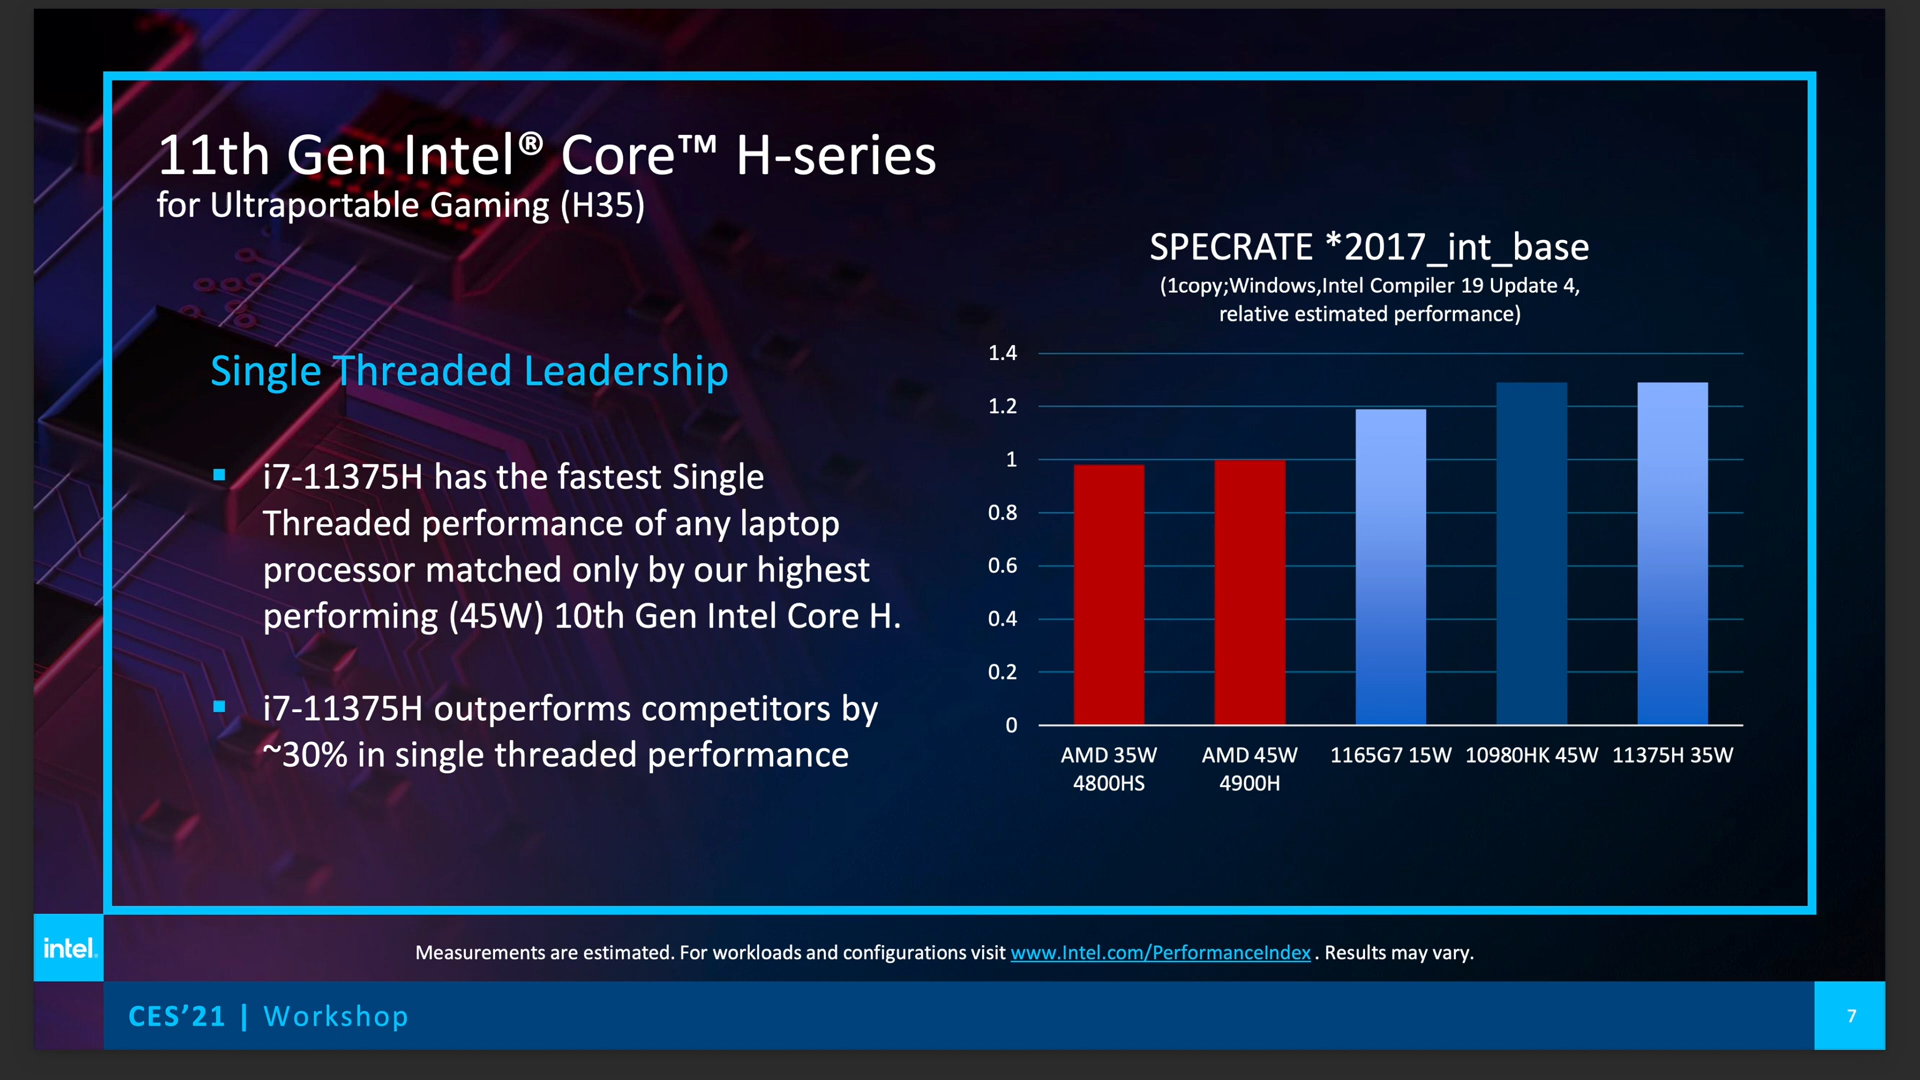 11th Gen Intel® Core™ H-series
for Ultraportable Gaming (H35)
Single Threaded Leadership
▪ i7-11375H has the fastest Single
Threaded performance of any laptop
processor matched only by our highest
performing (45W) 10th Gen Intel Core H.
▪ i7-11375H outperforms competitors by
~30% in single threaded performance
SPECRATE *2017_int_base
(1copy;Windows,Intel Compiler 19 Update 4,
relative estimated performance)
1.4
1.2
1
0.8
0.6
0.4
0.2
0
AMD 35W
4800HS
AMD 45W
4900H
1165G7 15W
10980HK 45W
11375H 35W
intel.
Measurements are estimated. For workloads and configurations visit www.Intel.com/PerformanceIndex . Results may vary.
CES’21 | Workshop
7